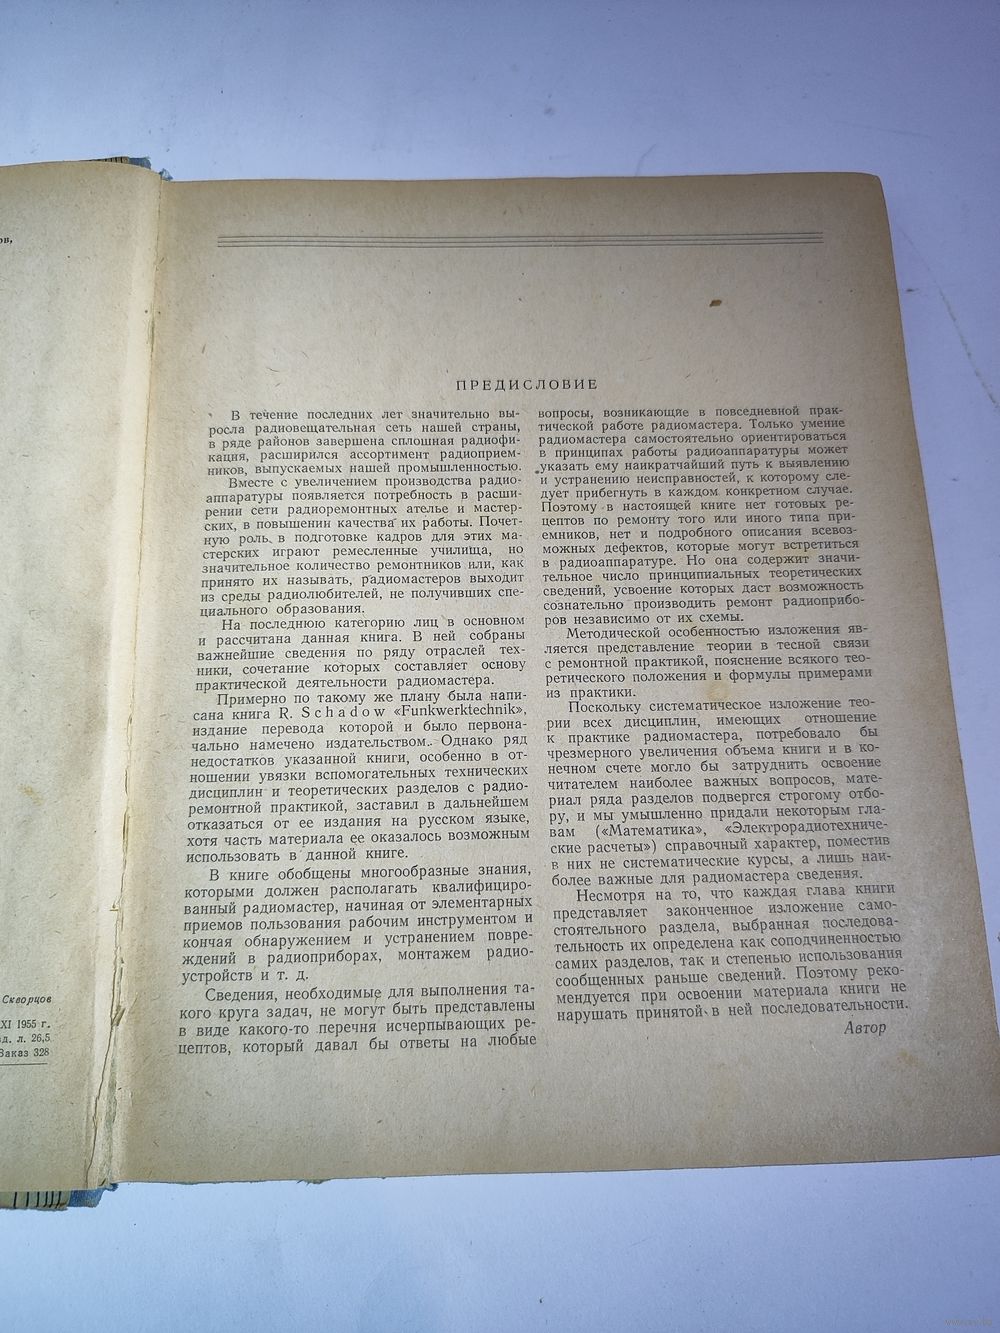 ов,
Скворцов
XI 1955 г.
д. л. 26,5
Заказ 328
ПРЕДИСЛОВИЕ
В течение последних лет значительно вы-
росла радиовещательная сеть нашей страны,
в ряде районов завершена сплошная радиофи-
кация, расширился ассортимент радиоприем-
ников, выпускаемых нашей промышленностью.
Вместе с увеличением производства радио-
аппаратуры появляется потребность в расши-
рении сети радиоремонтных ателье и мастер-
ских, в повышении качества их работы. Почет-
ную роль в подготовке кадров для этих ма-
стерских играют ремесленные училища, но
значительное количество ремонтников или, как
принято их называть, радиомастеров выходит
из среды радиолюбителей, не получивших спе-
циального образования.
На последнюю категорию лиц в основном
и рассчитана данная книга. В ней собраны
важнейшие сведения по ряду отраслей тех-
ники, сочетание которых составляет основу
практической деятельности радиомастера.
Примерно по такому же плану была напи-
сана книга R. Schadow «Funkwerktechnik»,
издание перевода которой и было первона-
чально намечено издательством. Однако ряд
недостатков указанной книги, особенно в от-
ношении увязки вспомогательных технических
дисциплин и теоретических разделов с радио-
ремонтной практикой, заставил в дальнейшем
отказаться от ее издания на русском языке,
хотя часть материала ее оказалось возможным
использовать в данной книге.
В книге обобщены многообразные знания,
которыми должен располагать квалифициро-
ванный радиомастер, начиная от элементарных
приемов пользования рабочим инструментом и
кончая обнаружением и устранением повре-
ждений в радиоприборах, монтажем радио-
устройств и т. д.
Сведения, необходимые для выполнения та-
кого круга задач, не могут быть представлены
в виде какого-то перечня исчерпывающих ре-
цептов, который давал бы ответы на любые
вопросы, возникающие в повседневной прак-
тической работе радиомастера. Только умение
радиомастера самостоятельно ориентироваться
в принципах работы радиоаппаратуры может
указать ему наикратчайший путь к выявлению
и устранению неисправностей, к которому сле-
дует прибегнуть в каждом конкретном случае.
Поэтому в настоящей книге нет готовых ре-
цептов по ремонту того или иного типа при-
емников, нет и подробного описания всевоз-
можных дефектов, которые могут встретиться
в радиоаппаратуре. Но она содержит значи-
тельное число принципиальных теоретических
сведений, усвоение которых даст возможность
сознательно производить ремонт радиоприбо-
ров независимо от их схемы.
Методической особенностью изложения яв-
ляется представление теории в тесной связи
с ремонтной практикой, пояснение всякого тео-
ретического положения и формулы примерами
из практики.
Поскольку систематическое изложение тео-
рии всех дисциплин, имеющих отношение
к практике радиомастера, потребовало бы
чрезмерного увеличения объема книги и в ко-
нечном счете могло бы затруднить освоение
читателем наиболее важных вопросов, мате-
риал ряда разделов подвергся строгому отбо-
ру, и мы умышленно придали некоторым гла-
вам («Математика», «Электрорадиотехниче-
ские расчеты») справочный характер, поместив
в них не систематические курсы, а лишь наи-
более важные для радиомастера сведения.
Несмотря на то, что каждая глава книги
представляет законченное изложение само-
стоятельного раздела, выбранная последова-
тельность их определена как соподчиненностью
самих разделов, так и степенью использования
сообщенных раньше сведений. Поэтому реко-
мендуется при освоении материала книги не
нарушать принятой в ней последовательности.
Автор